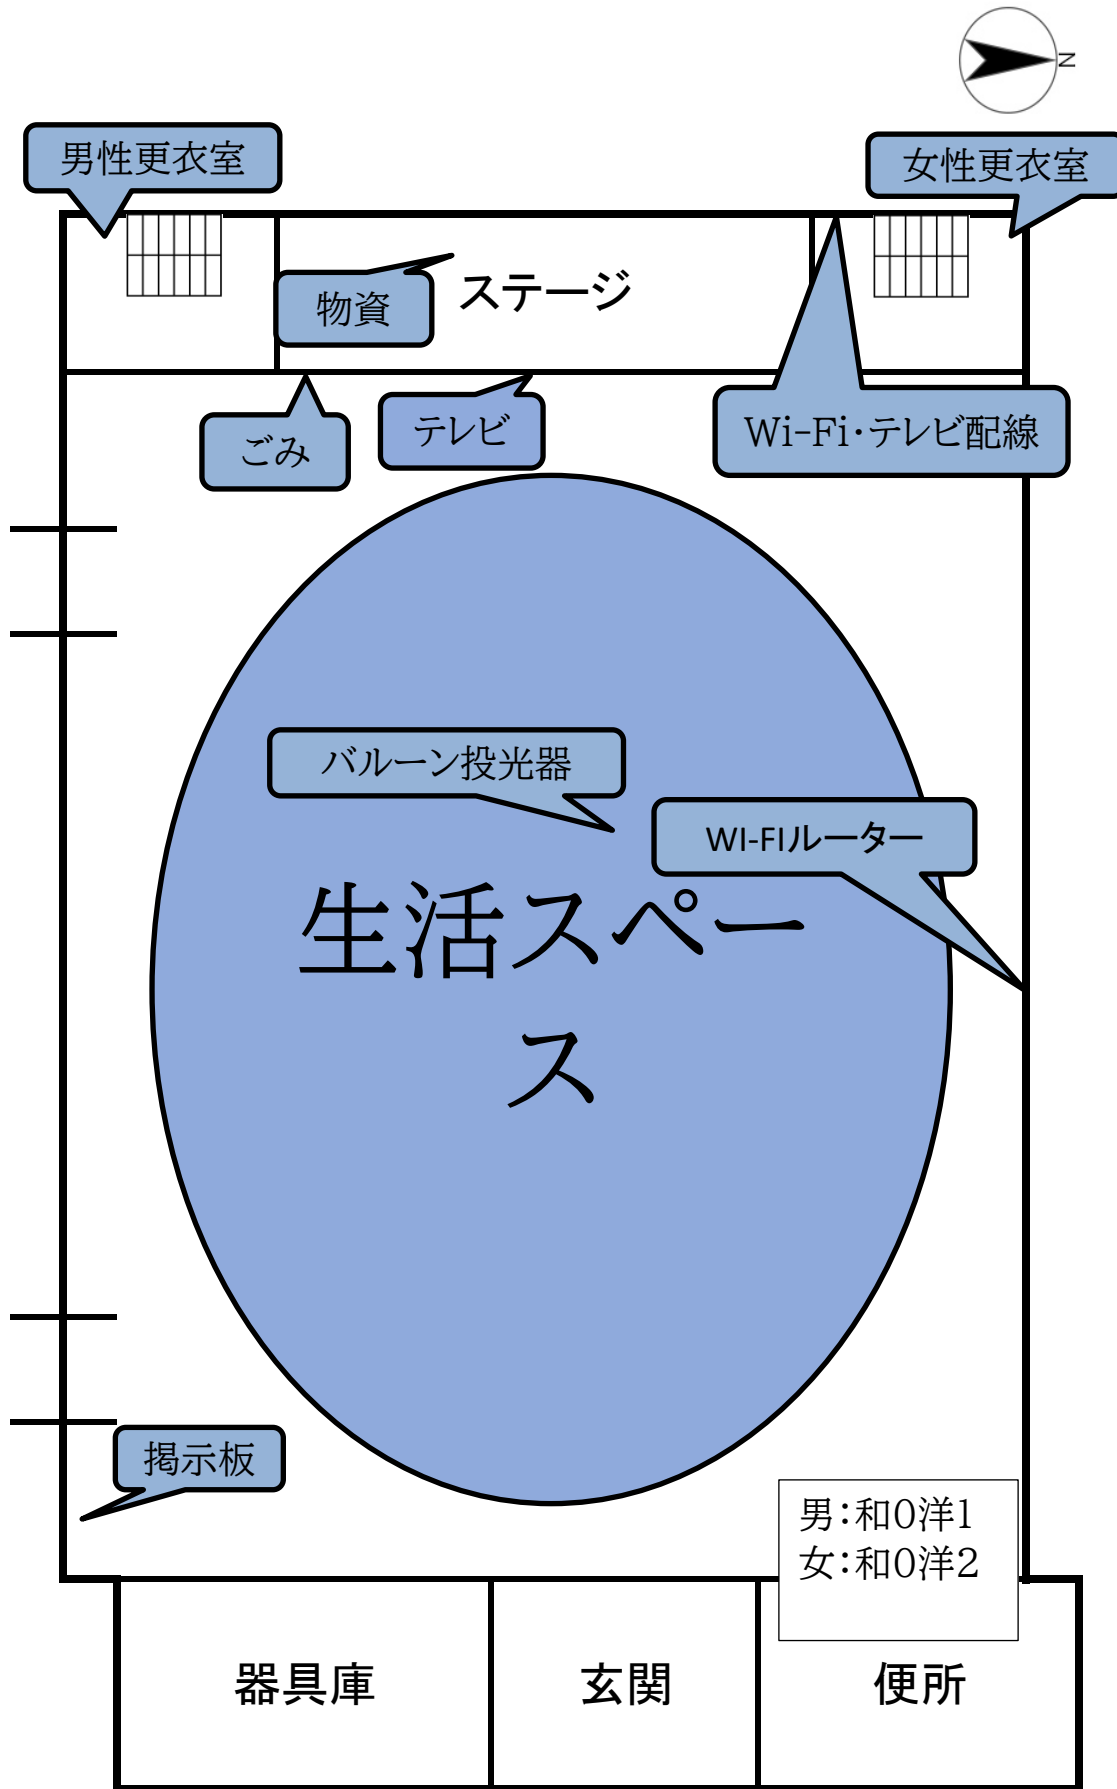 N
男性更衣室
女性更衣室
物資
ステージ
ごみ
テレビ
Wi-Fi・テレビ配線
バルーン投光器
WI-FIルーター
生活スペー
ス
掲示板
男：和0洋1
女：和0洋2
器具庫
玄関
便所